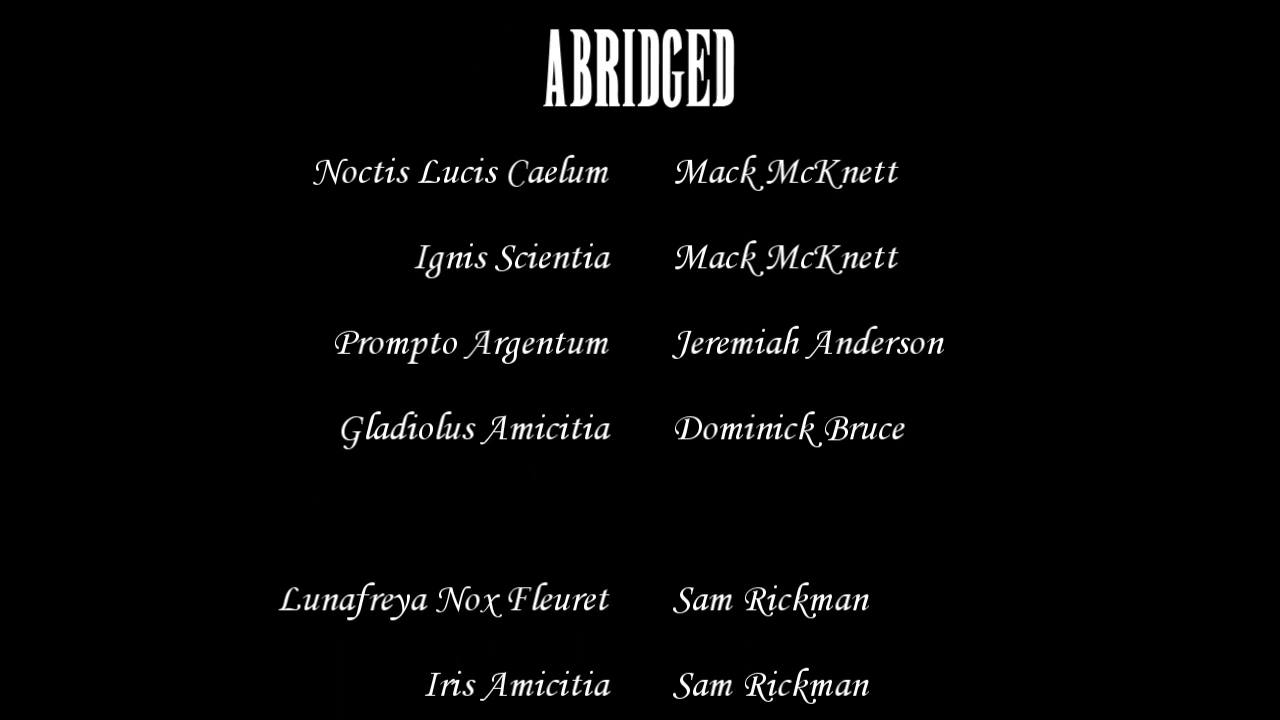 ABRIDGED
Noctis Lucis Caelum Mack McKnett
Ignis Scientia Mack McKnett
Prompto Argentum Jeremiah Anderson
Gladiolus Amicitia Dominick Bruce
Lunafreya Nox Fleuret Sam Rickman
Iris Amicitia Sam Rickman